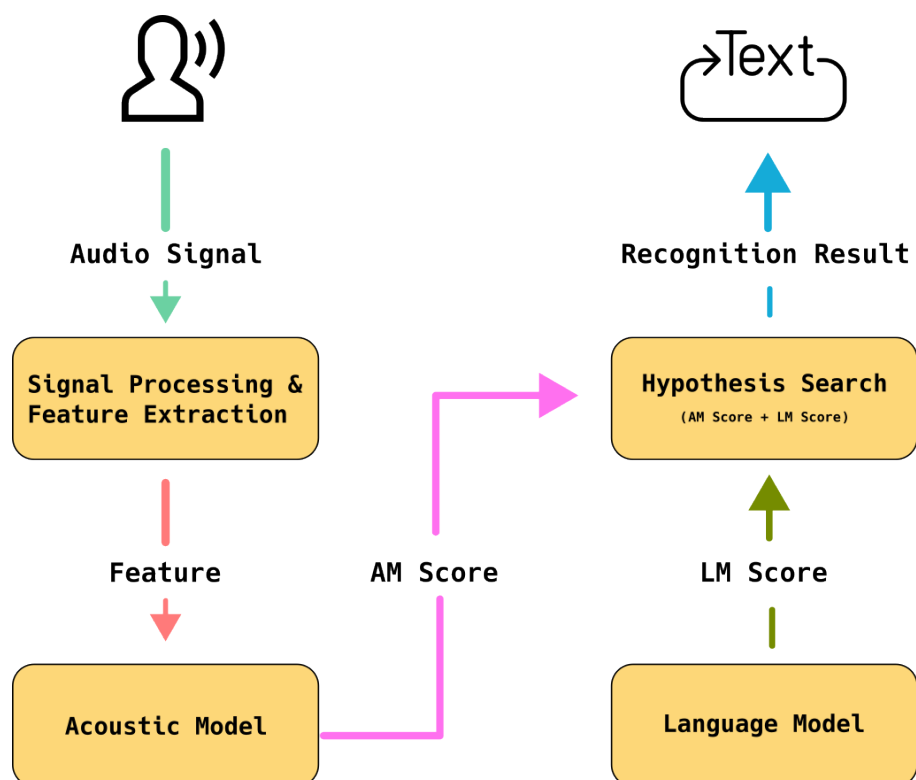 Text
Audio Signal
Recognition Result
Signal Processing &
Feature Extraction
Hypothesis Search
(AM Score + LM Score)
Feature
AM Score
LM Score
Acoustic Model
Language Model